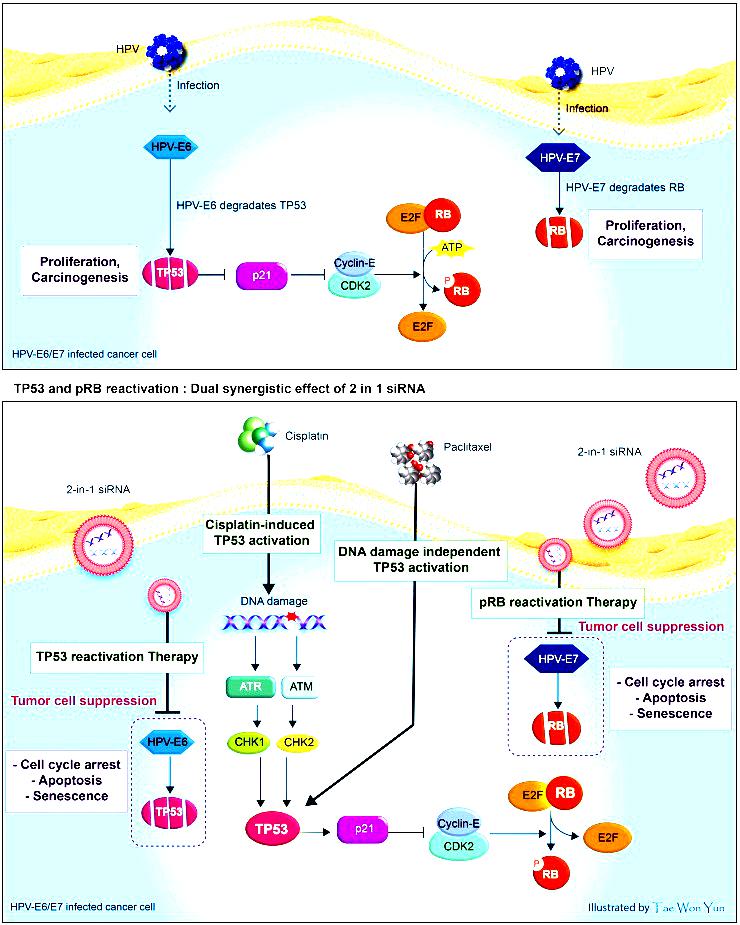 HPV
Infection
HPV
Infection
HPV-E6
HPV-E7
HPV-E6 degrades TP53
HPV-E7 degrades RB
E2F
RB
RB
Proliferation,
Carcinogenesis
ATP
Proliferation,
Carcinogenesis
TP53
p21
Cyclin-E
CDK2
P
RB
E2F
HPV-E6/E7 infected cancer cell
TP53 and pRB reactivation : Dual synergistic effect of 2 in 1 siRNA
Cisplatin
Paclitaxel
2-in-1 siRNA
2-in-1 siRNA
Cisplatin-induced
TP53 activation
DNA damage independent
TP53 activation
DNA damage
pRB reactivation Therapy
Tumor cell suppression
TP53 reactivation Therapy
HPV-E7
ATR
ATM
Tumor cell suppression
- Cell cycle arrest
- Apoptosis
- Senescence
RB
HPV-E6
CHK1
CHK2
- Cell cycle arrest
- Apoptosis
- Senescence
TP53
TP53
p21
Cyclin-E
CDK2
E2F
RB
E2F
P
RB
HPV-E6/E7 infected cancer cell
Illustrated by Tae Won Yun